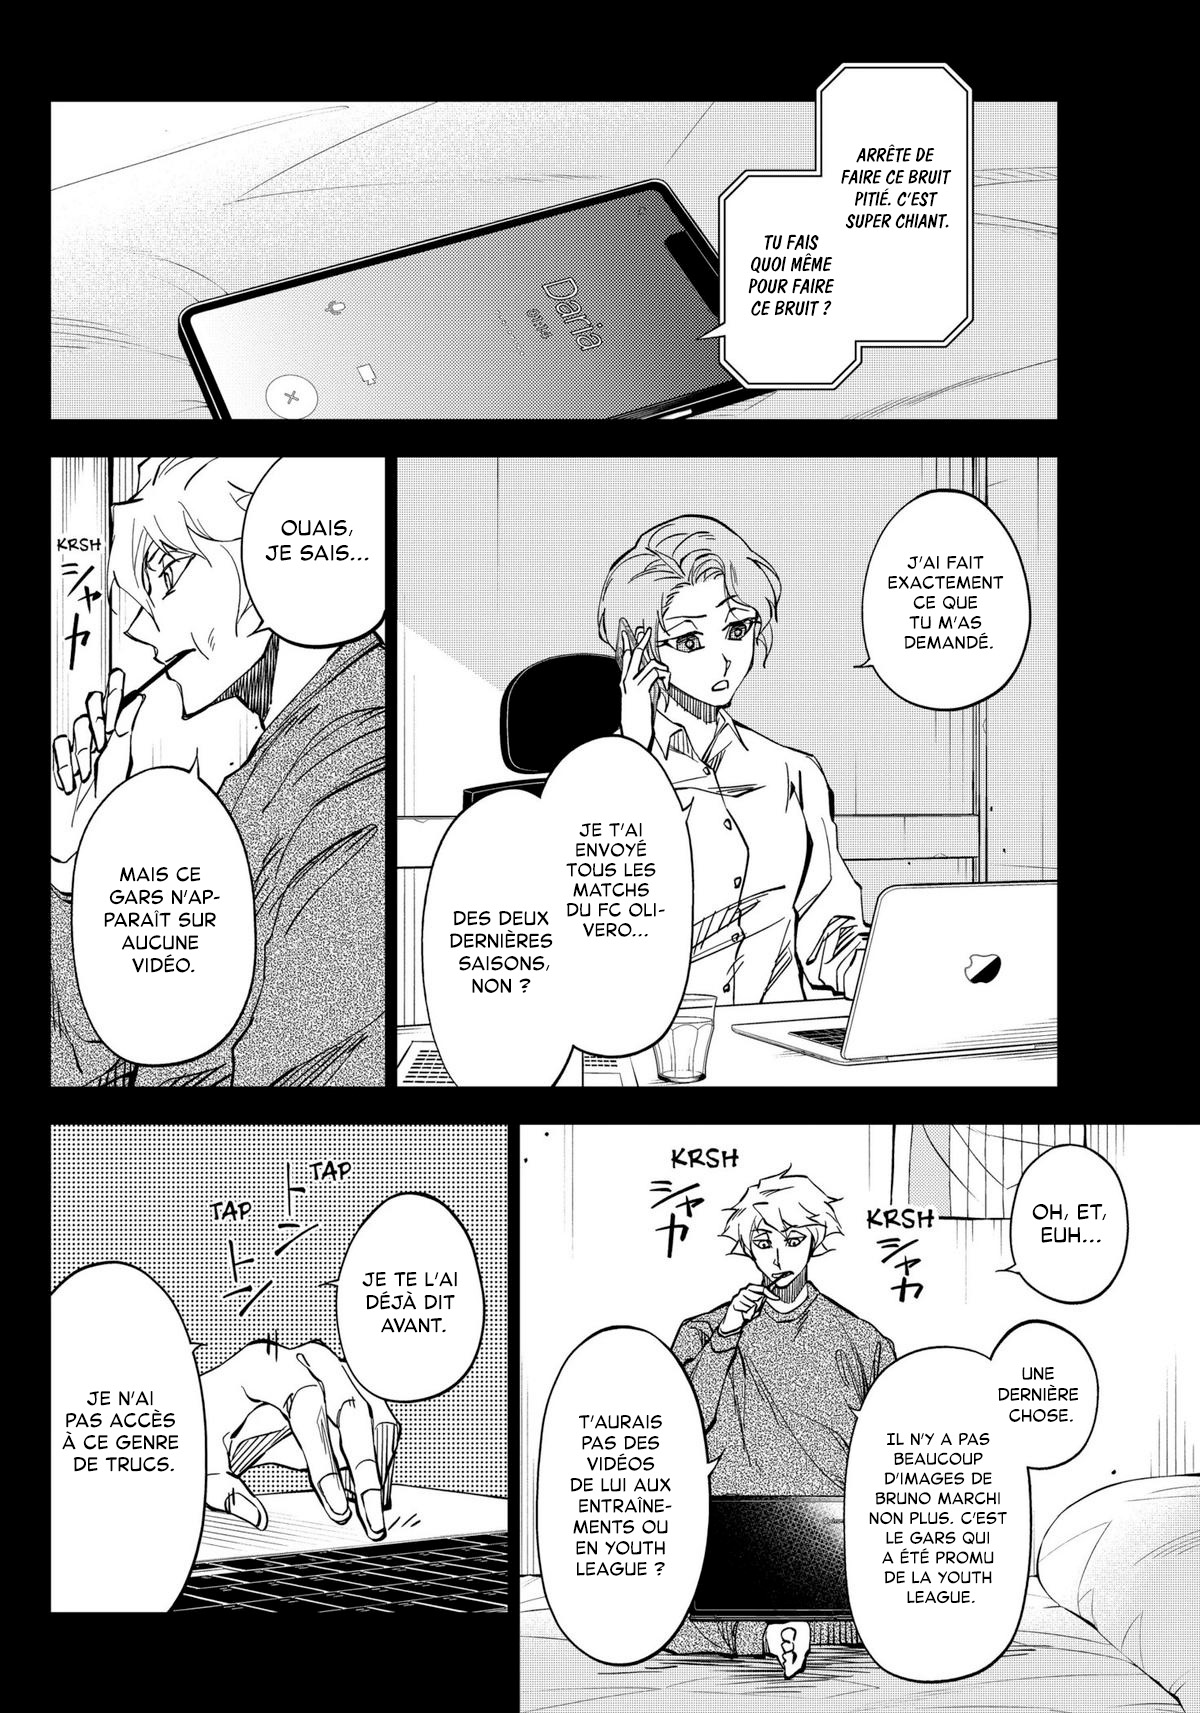 ARRÊTE DE
FAIRE CE BRUIT
PITIÉ. C'EST
SUPER CHIANT.
TU FAIS
QUOI MÊME
POUR FAIRE
CE BRUIT ?
Daria
J'AI FAIT
EXACTEMENT
CE QUE
TU M'AS
DEMANDÉ.
JE T'AI
ENVOYÉ
TOUS LES
MATCHS
DU FC OLI-
VERO...
DES DEUX
DERNIÈRES
SAISONS,
NON ?
OUAIS,
JE SAIS...
KRSH
シャカ
MAIS CE
GARS N'AP-
PARAÎT SUR
AUCUNE
VIDÉO.
OH, ET,
EUH...
UNE
DERNIÈRE
CHOSE.
IL N'Y A PAS
BEAUCOUP
D'IMAGES DE
BRUNO MARCHI
NON PLUS. C'EST
LE GARS QUI
A ÉTÉ PROMU
DE LA YOUTH
LEAGUE.
KRSH
シャカ
KRSH
シャカ
T'AURAIS
PAS DES
VIDÉOS
DE LUI AUX
ENTRAÎNE-
MENTS OU
EN YOUTH
LEAGUE ?
TAP
トン
TAP
トン
JE TE L'AI
DÉJÀ DIT
AVANT.
JE N'AI
PAS ACCÈS
À CE GENRE
DE TRUCS.